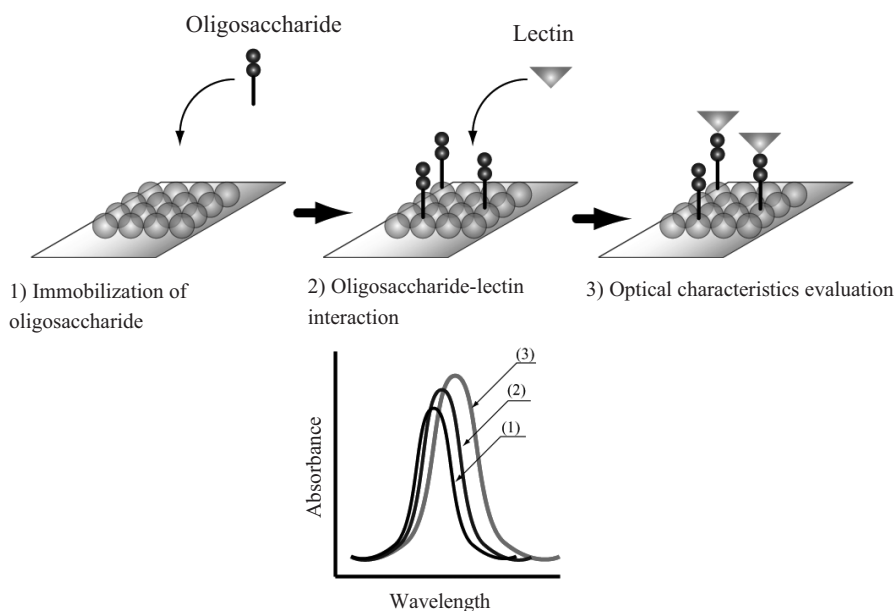 Oligosaccharide
Lectin
1) Immobilization of
oligosaccharide
2) Oligosaccharide-lectin
interaction
3) Optical characteristics evaluation
(3)
(2)
(1)
Absorbance
Wavelength